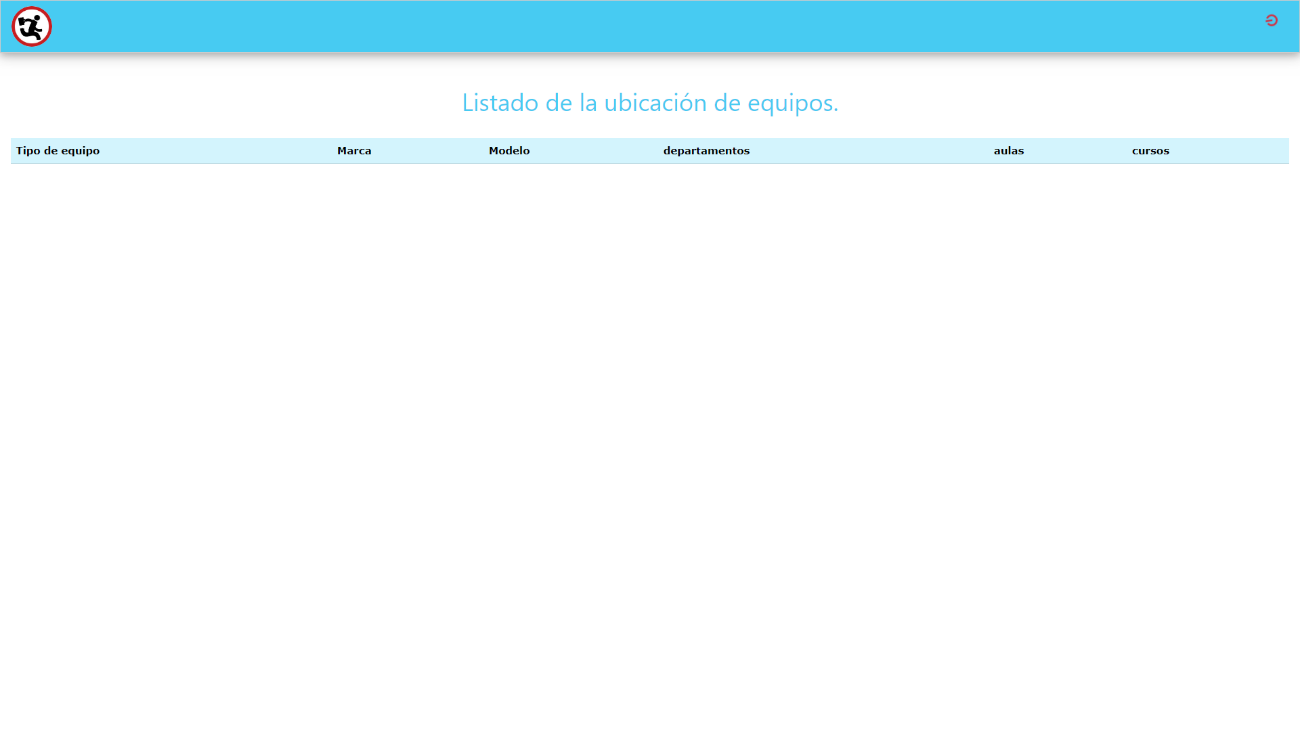 Listado de la ubicación de equipos.
Tipo de equipo Marca Modelo departamentos aulas cursos